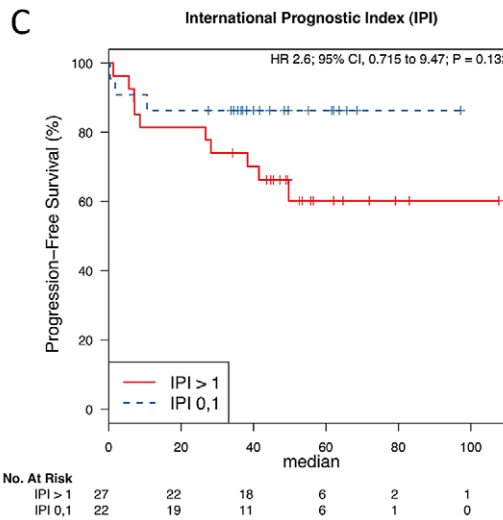 C
International Prognostic Index (IPI)
HR 2.6; 95% CI, 0.715 to 9.47; P = 0.132
Progression-Free Survival (%)
100
80
60
40
20
0
IPI > 1
IPI 0,1
0 20 40 60 80 100
median
No. At Risk
IPI > 1 27 22 18 6 2 1
IPI 0,1 22 19 11 6 1 0